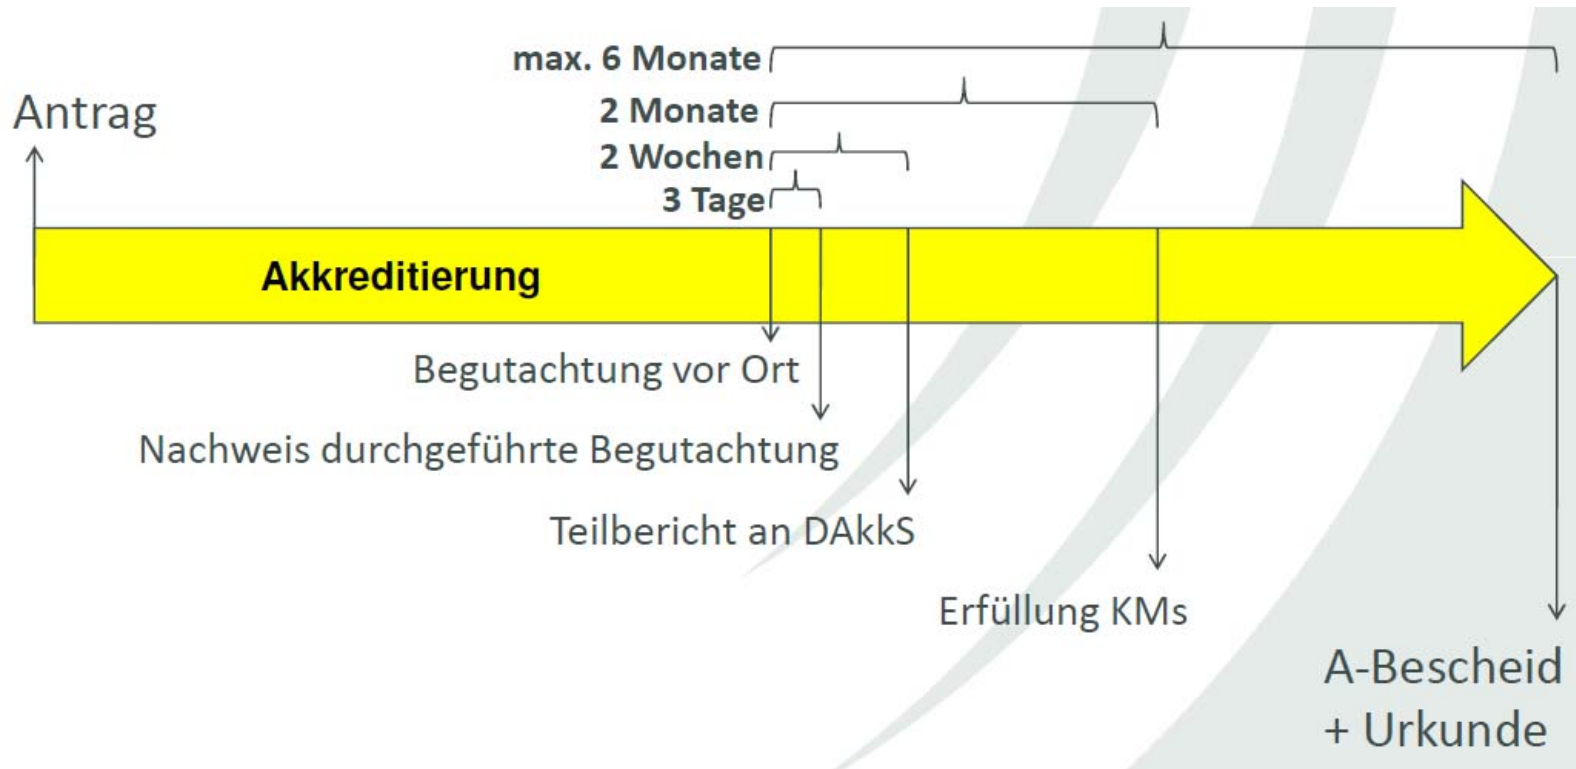 max. 6 Monate
Antrag
2 Monate
2 Wochen
3 Tage
Akkreditierung
Begutachtung vor Ort
Nachweis durchgeführte Begutachtung
Teilbericht an DAkkS
Erfüllung KMs
A-Bescheid
+ Urkunde